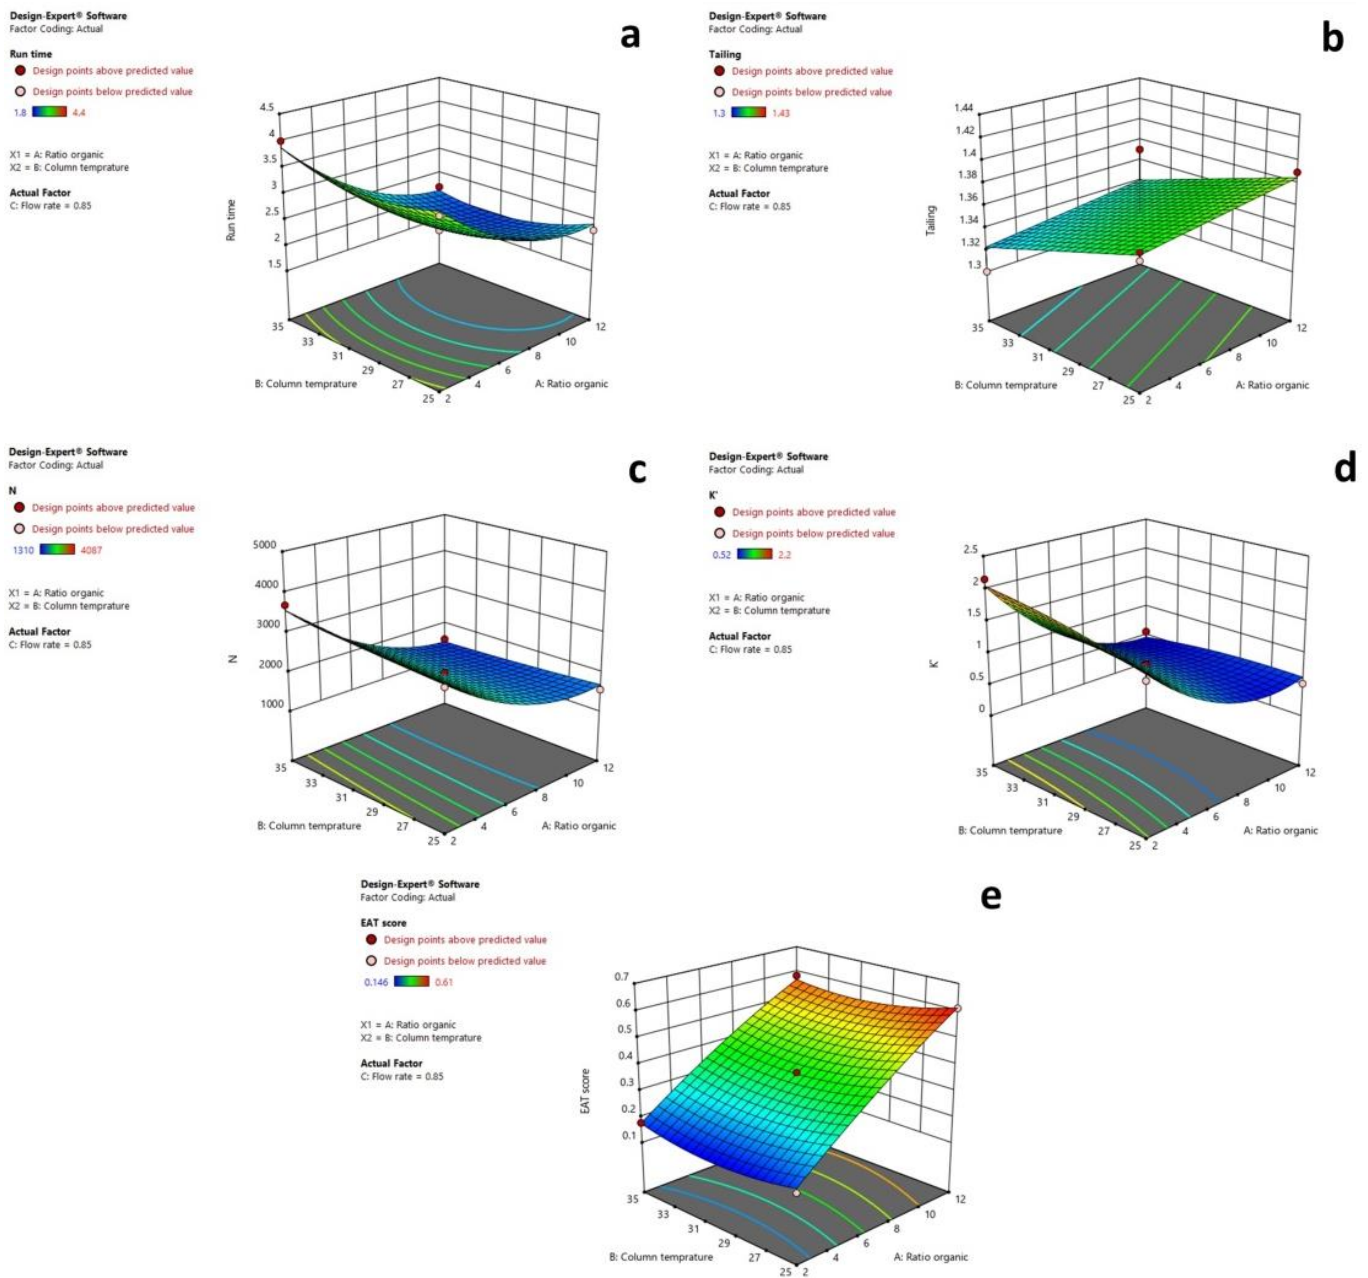 Design-Expert® Software
Factor Coding: Actual
a
Run time
Design points above predicted value
Design points below predicted value
1.8 4.4
X1 = A: Ratio organic
X2 = B: Column temprature
Actual Factor
C: Flow rate = 0.85
4.5
4
3.5
3
2.5
2
1.5
Run time
35
33
31
29
27
25
2
4
6
8
10
12
B: Column temprature
A: Ratio organic
Design-Expert® Software
Factor Coding: Actual
b
Tailing
Design points above predicted value
Design points below predicted value
1.3 1.43
X1 = A: Ratio organic
X2 = B: Column temprature
Actual Factor
C: Flow rate = 0.85
1.44
1.42
1.4
1.38
1.36
1.34
1.32
1.3
Tailing
35
33
31
29
27
25
2
4
6
8
10
12
B: Column temprature
A: Ratio organic
Design-Expert® Software
Factor Coding: Actual
c
N
Design points above predicted value
Design points below predicted value
1310 4087
X1 = A: Ratio organic
X2 = B: Column temprature
Actual Factor
C: Flow rate = 0.85
5000
4000
3000
2000
1000
N
35
33
31
29
27
25
2
4
6
8
10
12
B: Column temprature
A: Ratio organic
Design-Expert® Software
Factor Coding: Actual
d
K'
Design points above predicted value
Design points below predicted value
0.52 2.2
X1 = A: Ratio organic
X2 = B: Column temprature
Actual Factor
C: Flow rate = 0.85
2.5
2
1.5
1
0.5
0
K'
35
33
31
29
27
25
2
4
6
8
10
12
B: Column temprature
A: Ratio organic
Design-Expert® Software
Factor Coding: Actual
e
EAT score
Design points above predicted value
Design points below predicted value
0.146 0.61
X1 = A: Ratio organic
X2 = B: Column temprature
Actual Factor
C: Flow rate = 0.85
0.7
0.6
0.5
0.4
0.3
0.2
0.1
EAT score
35
33
31
29
27
25
2
4
6
8
10
12
B: Column temprature
A: Ratio organic